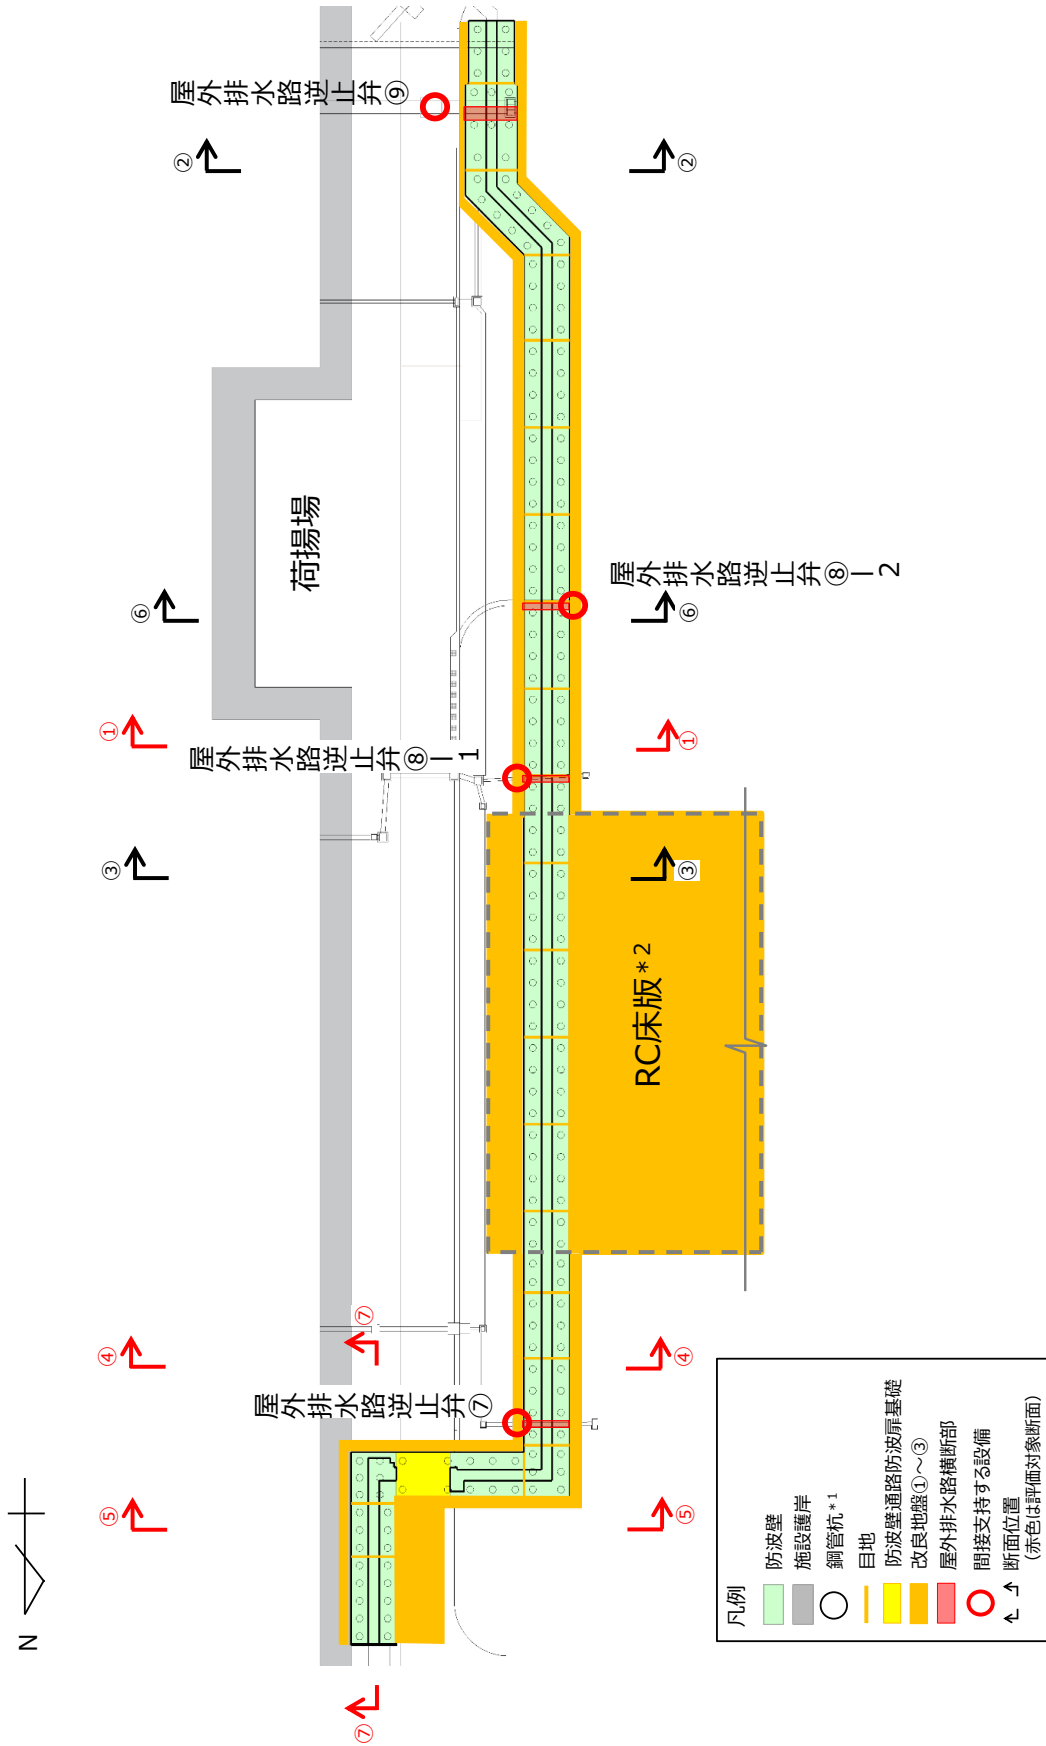 屋外排水路逆止弁⑨
②
②
荷揚場
屋外排水路逆止弁⑧ー2
⑥
⑥
①
①
屋外排水路逆止弁⑧ー1
③
③
RC床版*2
⑦
④
④
屋外排水路逆止弁⑦
⑤
⑤
⑦
N
凡例
防波壁
施設護岸
鋼管杭*1
目地
防波壁通路防波扉基礎
改良地盤①～③
屋外排水路横断部
間接支持する設備
断面位置
(赤色は評価対象断面)